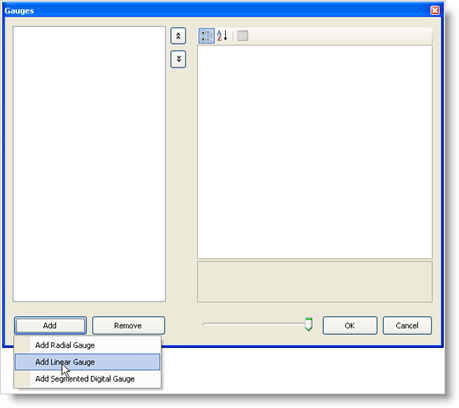 Gauges
Add
Remove
OK
Cancel
Add Radial Gauge
Add Linear Gauge
Add Segmented Digital Gauge